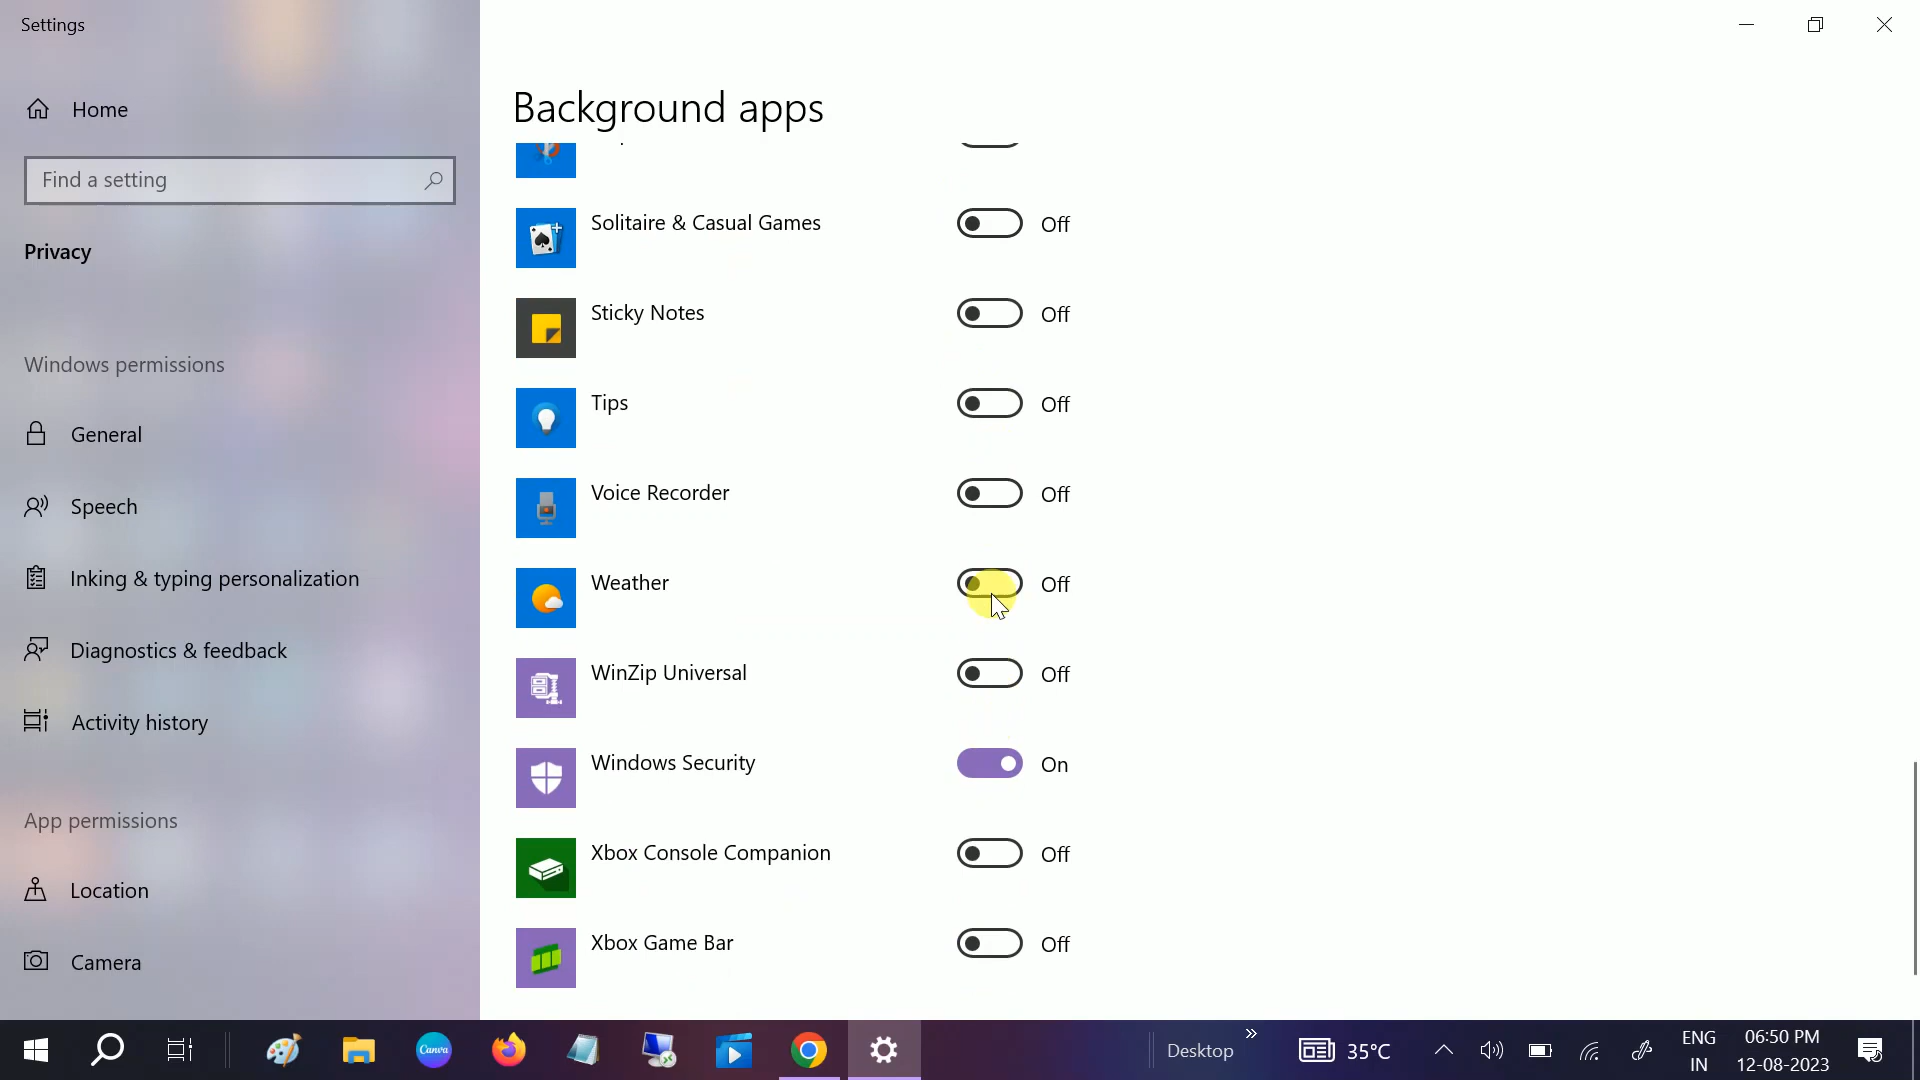 Settings
Home
Find a setting
Privacy
Windows permissions
General
Speech
Inking & typing personalization
Diagnostics & feedback
Activity history
App permissions
Location
Camera
Background apps
Solitaire & Casual Games Off
Sticky Notes Off
Tips Off
Voice Recorder Off
Weather Off
WinZip Universal Off
Windows Security On
Xbox Console Companion Off
Xbox Game Bar Off
Canva
Desktop
35°C
ENG
IN
06:50 PM
12-08-2023